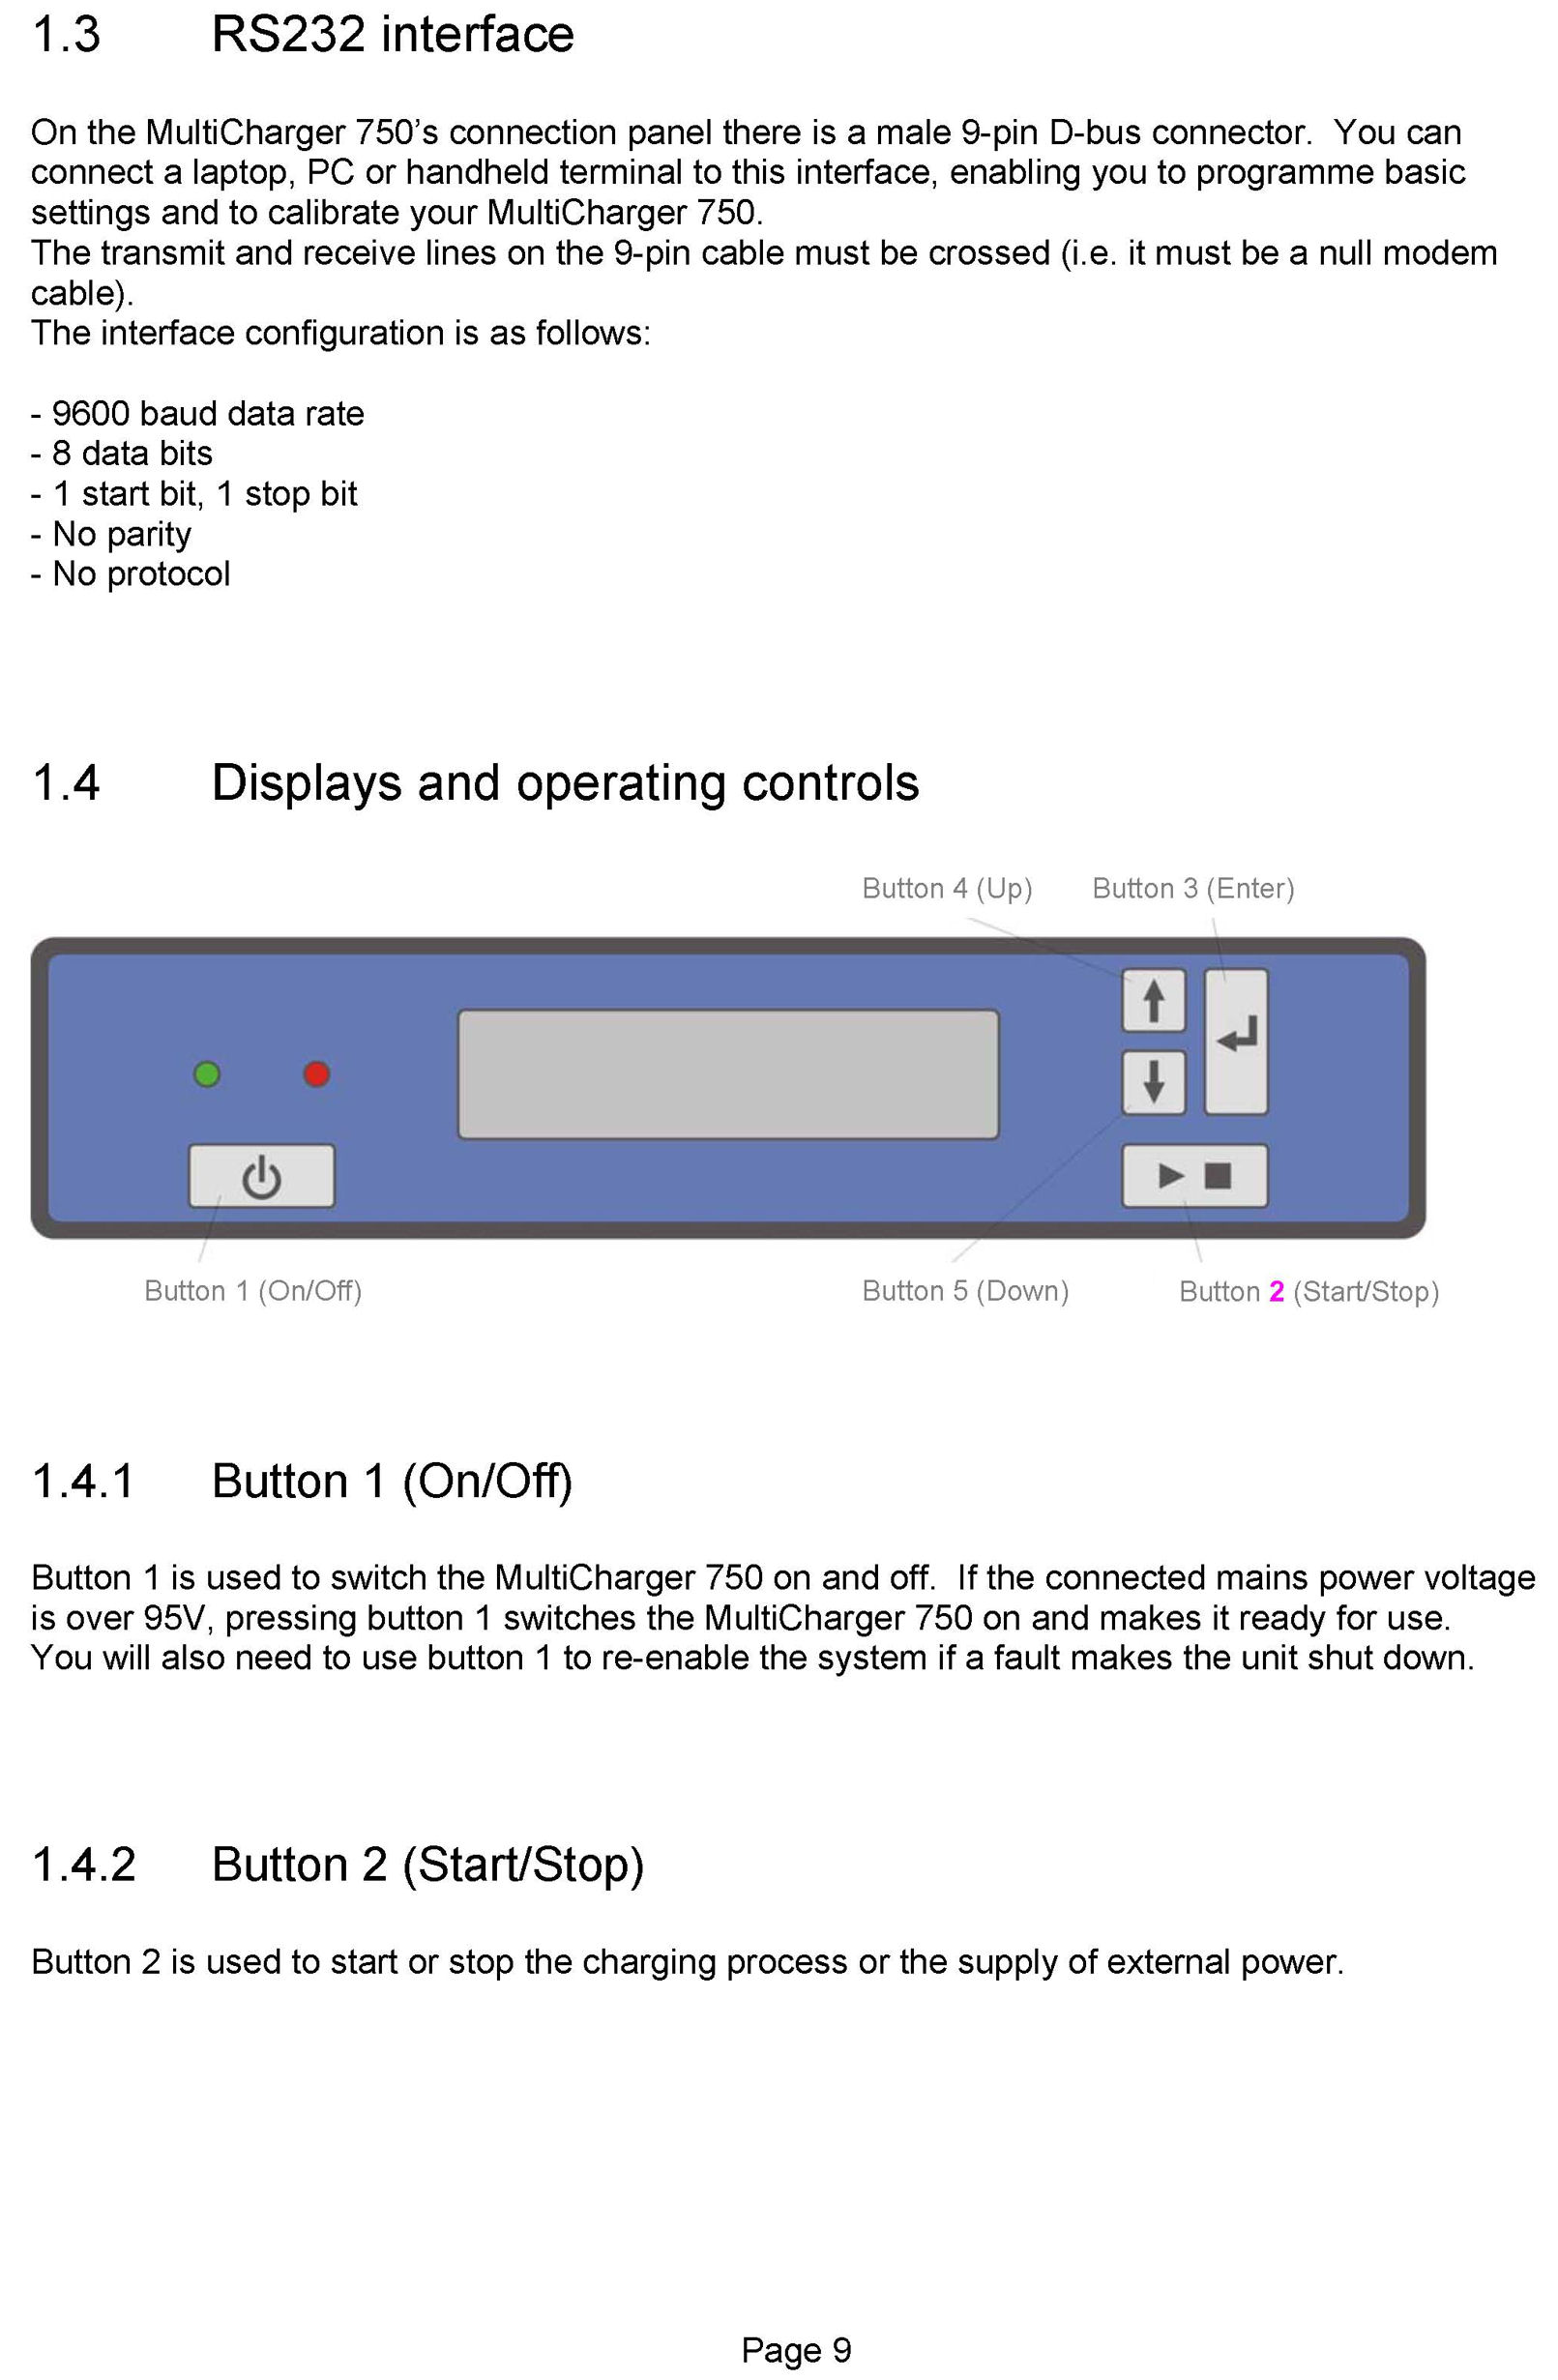 1.3 RS232 interface
On the MultiCharger 750’s connection panel there is a male 9-pin D-bus connector.  You can
connect a laptop, PC or handheld terminal to this interface, enabling you to programme basic
settings and to calibrate your MultiCharger 750.
The transmit and receive lines on the 9-pin cable must be crossed (i.e. it must be a null modem
cable).
The interface configuration is as follows:
- 9600 baud data rate
- 8 data bits
- 1 start bit, 1 stop bit
- No parity
- No protocol
1.4 Displays and operating controls
Button 4 (Up) Button 3 (Enter)
Button 1 (On/Off) Button 5 (Down) Button 2 (Start/Stop)
1.4.1 Button 1 (On/Off)
Button 1 is used to switch the MultiCharger 750 on and off.  If the connected mains power voltage
is over 95V, pressing button 1 switches the MultiCharger 750 on and makes it ready for use.
You will also need to use button 1 to re-enable the system if a fault makes the unit shut down.
1.4.2 Button 2 (Start/Stop)
Button 2 is used to start or stop the charging process or the supply of external power.
Page 9